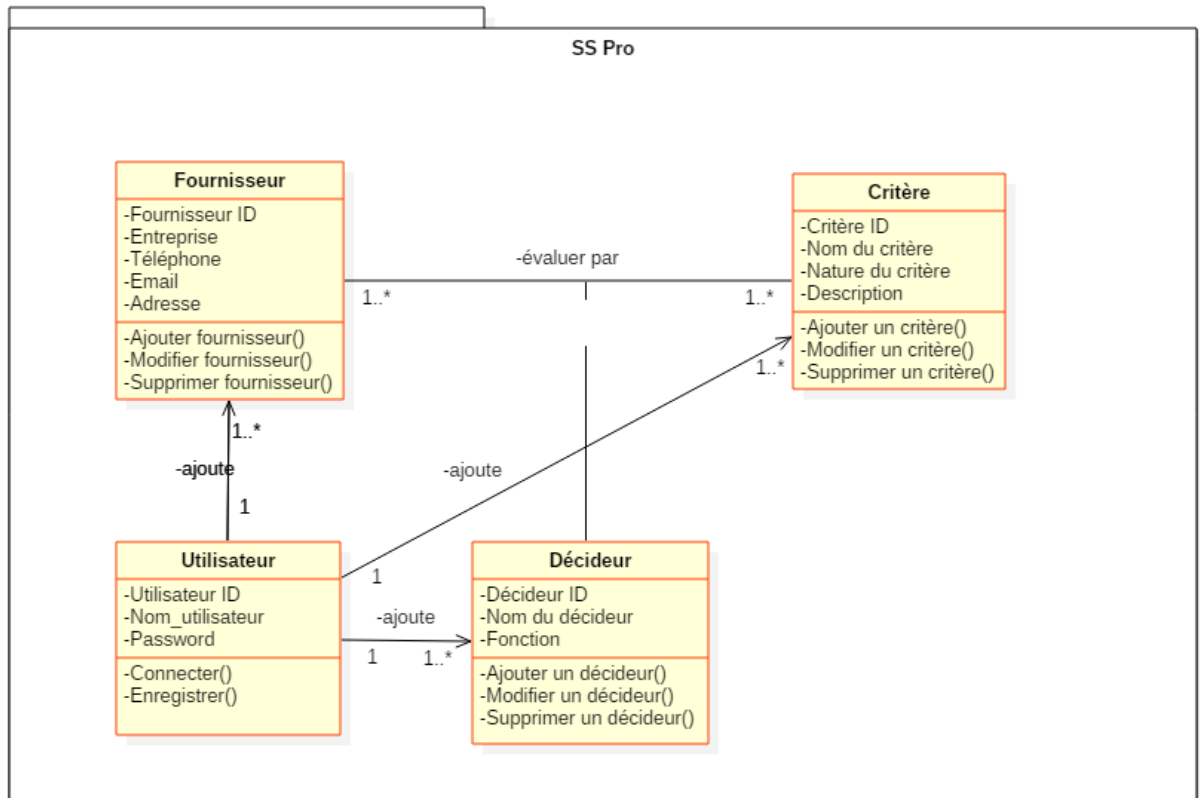 SS Pro
Fournisseur
-Fournisseur ID
-Entreprise
-Téléphone
-Email
-Adresse
-Ajouter fournisseur()
-Modifier fournisseur()
-Supprimer fournisseur()
Critère
-Critère ID
-Nom du critère
-Nature du critère
-Description
-Ajouter un critère()
-Modifier un critère()
-Supprimer un critère()
-évaluer par
1..*
1..*
1..*
-ajoute
1
-ajoute
1..*
1
Utilisateur
-Utilisateur ID
-Nom_utilisateur
-Password
-Connecter()
-Enregistrer()
-ajoute
1
1..*
Décideur
-Décideur ID
-Nom du décideur
-Fonction
-Ajouter un décideur()
-Modifier un décideur()
-Supprimer un décideur()